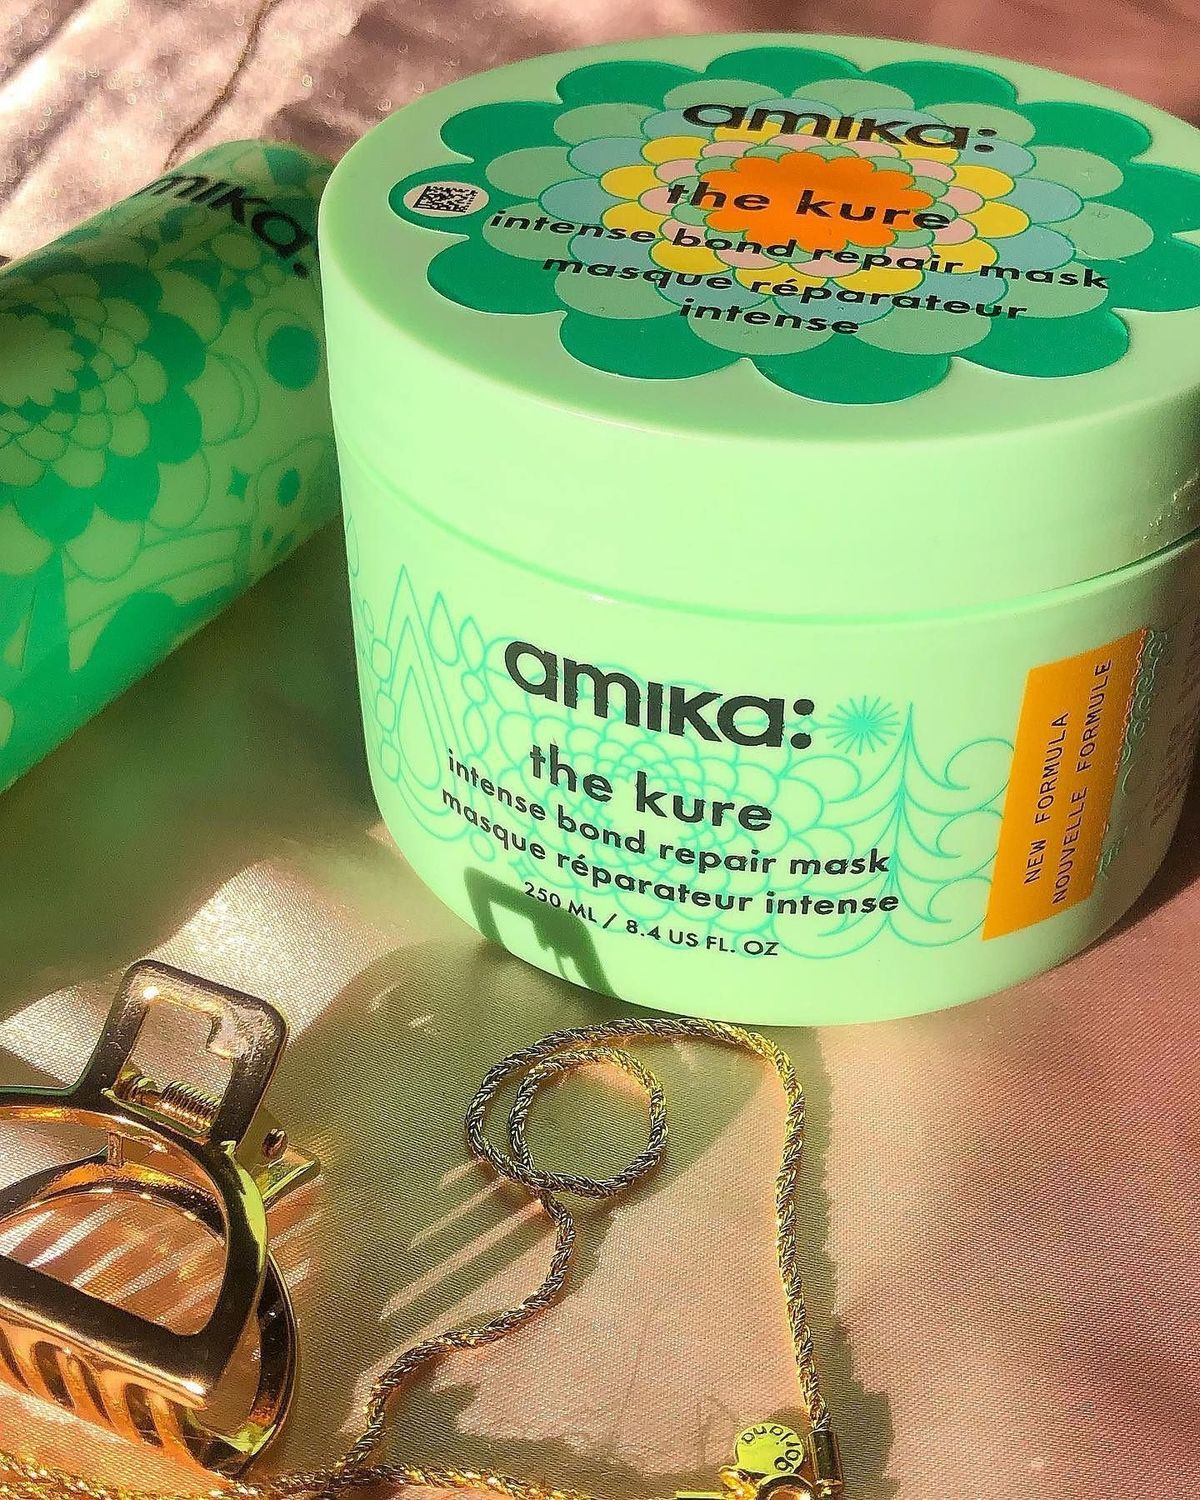 amika:
the kure
intense bond repair mask
masque réparateur
intense
amika:
amika:
the kure
intense bond repair mask
masque réparateur intense
250 ML / 8.4 US FL. OZ
NEW FORMULA
NOUVELLE FORMULE
gorjana